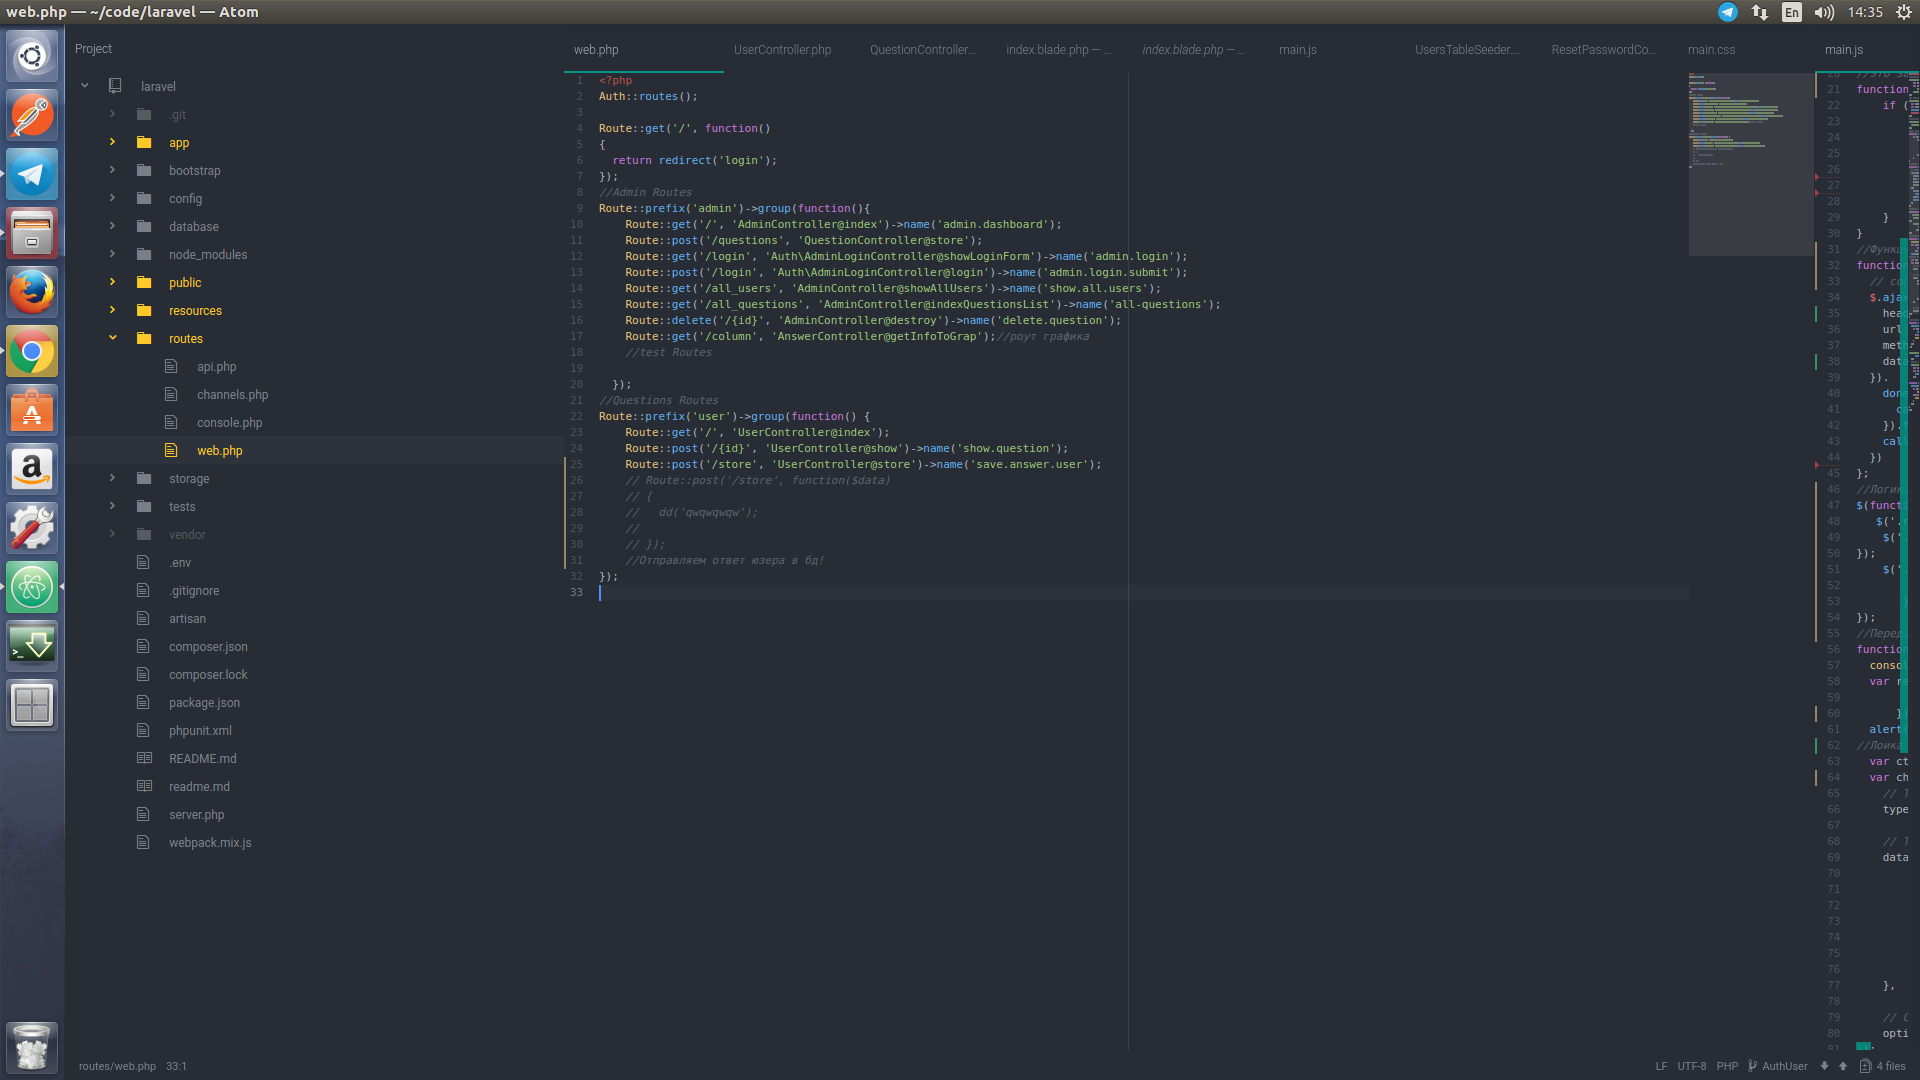 web.php — ~/code/laravel — Atom
En
14:35
Project
laravel
.git
app
bootstrap
config
database
node_modules
public
resources
routes
api.php
channels.php
console.php
web.php
storage
tests
vendor
.env
.gitignore
artisan
composer.json
composer.lock
package.json
phpunit.xml
README.md
readme.md
server.php
webpack.mix.js
web.php
UserController.php
QuestionController...
index.blade.php — ...
index.blade.php — ...
main.js
UsersTableSeeder....
ResetPasswordCo...
main.css
main.js
1 <?php
2 Auth::routes();
3
4 Route::get('/', function()
5 {
6   return redirect('login');
7 });
8 //Admin Routes
9 Route::prefix('admin')->group(function(){
10     Route::get('/', 'AdminController@index')->name('admin.dashboard');
11     Route::post('/questions', 'QuestionController@store');
12     Route::get('/login', 'Auth\AdminLoginController@showLoginForm')->name('admin.login');
13     Route::post('/login', 'Auth\AdminLoginController@login')->name('admin.login.submit');
14     Route::get('/all_users', 'AdminController@showAllUsers')->name('show.all.users');
15     Route::get('/all_questions', 'AdminController@indexQuestionsList')->name('all-questions');
16     Route::delete('/{id}', 'AdminController@destroy')->name('delete.question');
17     Route::get('/column', 'AnswerController@getInfoToGrap');//роут графика
18     //test Routes
19
20   });
21 //Questions Routes
22 Route::prefix('user')->group(function() {
23     Route::get('/', 'UserController@index');
24     Route::post('/{id}', 'UserController@show')->name('show.question');
25     Route::post('/store', 'UserController@store')->name('save.answer.user');
26     // Route::post('/store', function($data)
27     // {
28     //   dd('qwqwqwqw');
29     //
30     // });
31     //Отправляем ответ юзера в бд!
32 });
33
21 function
22 if (
23
24
25
26
27
28
29 }
30 }
31 //Функц
32 function
33 // со
34 $.aja
35 hea
36 url
37 met
38 dat
39 }).
40 don
41
42 }).
43 cal
44 })
45 };
46 //Логик
47 $(funct
48 $('.
49 $('.
50 });
51 $('.
52
53
54 });
55 //Перед
56 function
57 consol
58 var r
59
60 }
61 alert
62 //Лоика
63 var ct
64 var ch
65 // T
66 type
67
68 // T
69 data
70
71
72
73
74
75
76
77 },
78
79 // C
80 opti
81
routes/web.php 33:1
LF UTF-8 PHP AuthUser 4 files